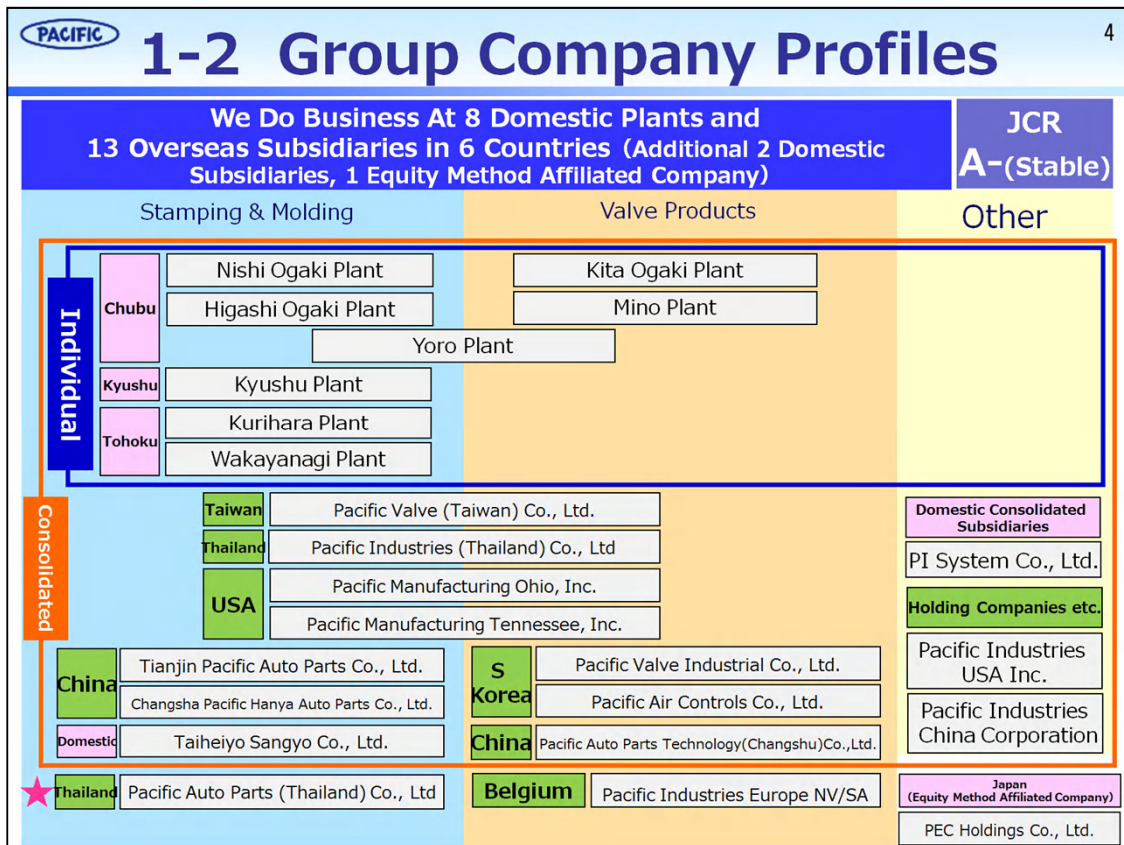 PACIFIC
1-2 Group Company Profiles
4
We Do Business At 8 Domestic Plants and
13 Overseas Subsidiaries in 6 Countries (Additional 2 Domestic
Subsidiaries, 1 Equity Method Affiliated Company)
JCR
A-(Stable)
Stamping & Molding
Valve Products
Other
Individual
Chubu
Nishi Ogaki Plant
Kita Ogaki Plant
Higashi Ogaki Plant
Mino Plant
Yoro Plant
Kyushu
Kyushu Plant
Tohoku
Kurihara Plant
Wakayanagi Plant
Consolidated
Taiwan
Pacific Valve (Taiwan) Co., Ltd.
Thailand
Pacific Industries (Thailand) Co., Ltd
USA
Pacific Manufacturing Ohio, Inc.
Pacific Manufacturing Tennessee, Inc.
China
Tianjin Pacific Auto Parts Co., Ltd.
Changsha Pacific Hanya Auto Parts Co., Ltd.
Domestic
Taiheiyo Sangyo Co., Ltd.
S
Korea
Pacific Valve Industrial Co., Ltd.
Pacific Air Controls Co., Ltd.
China
Pacific Auto Parts Technology(Changshu)Co.,Ltd.
Domestic Consolidated
Subsidiaries
PI System Co., Ltd.
Holding Companies etc.
Pacific Industries
USA Inc.
Pacific Industries
China Corporation
Thailand
Pacific Auto Parts (Thailand) Co., Ltd
Belgium
Pacific Industries Europe NV/SA
Japan
(Equity Method Affiliated Company)
PEC Holdings Co., Ltd.